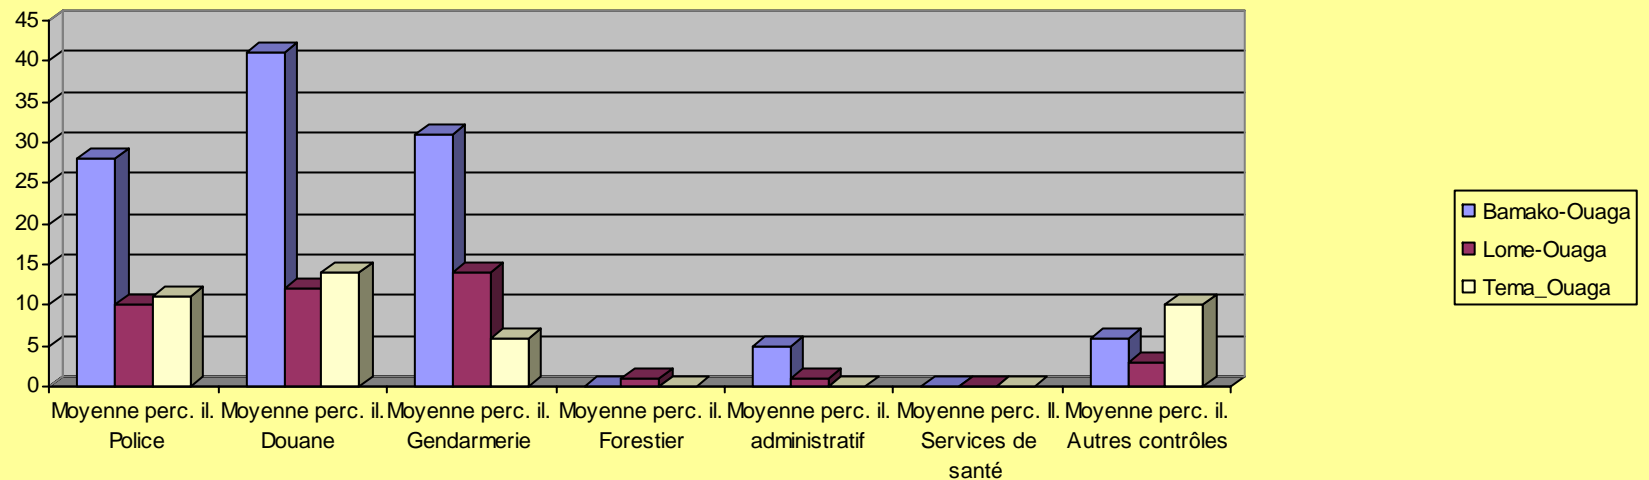 45
40
35
30
25
20
15
10
5
0
Moyenne perc. il. Moyenne perc. il. Moyenne perc. il. Moyenne perc. il. Moyenne perc. il. Moyenne perc. Il. Moyenne perc. il.
Police Douane Gendarmerie Forestier administratif Services de Autres contrôles
santé
Bamako-Ouaga
Lome-Ouaga
Tema_Ouaga